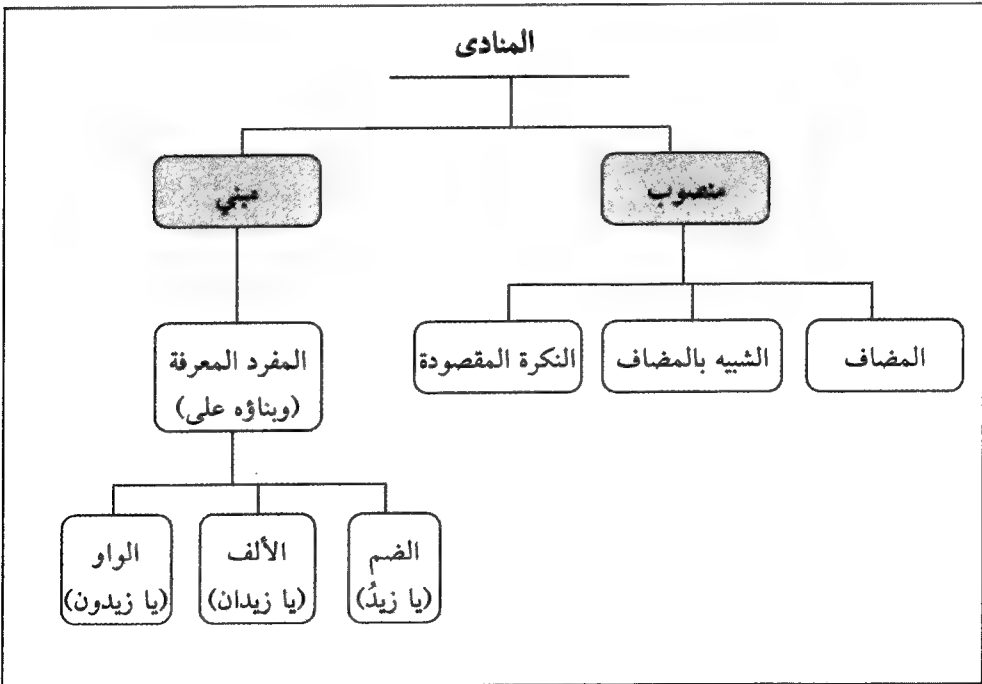 المنادى
منصوب
مبني
المضاف
الشبيه بالمضاف
النكرة المقصودة
المفرد المعرفة
(وبناؤه على)
الضم
(يا زيدُ)
الألف
(يا زيدان)
الواو
(يا زيدون)